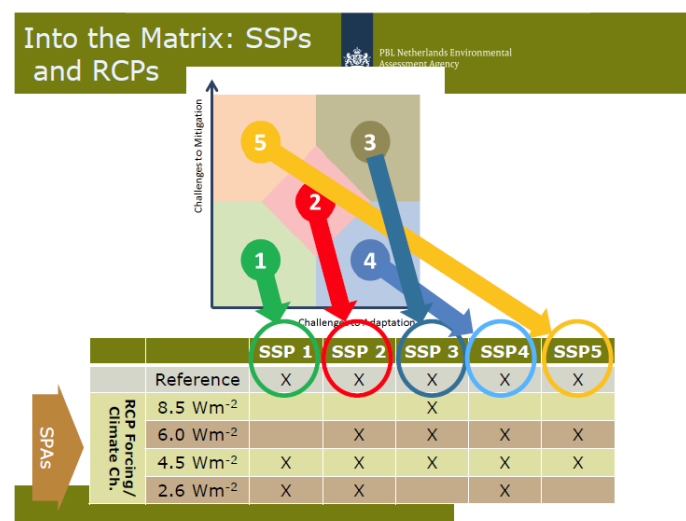 Into the Matrix: SSPs
and RCPs
PBL Netherlands Environmental
Assessment Agency
Challenges to Mitigation
5
3
2
1
4
Challenges to Adaptation
SSP 1 SSP 2 SSP 3 SSP4 SSP5
Reference X X X X X
RCP Forcing/
Climate Ch.
8.5 Wm-2 X
6.0 Wm-2 X X X X
4.5 Wm-2 X X X X X
2.6 Wm-2 X X X
SPAs